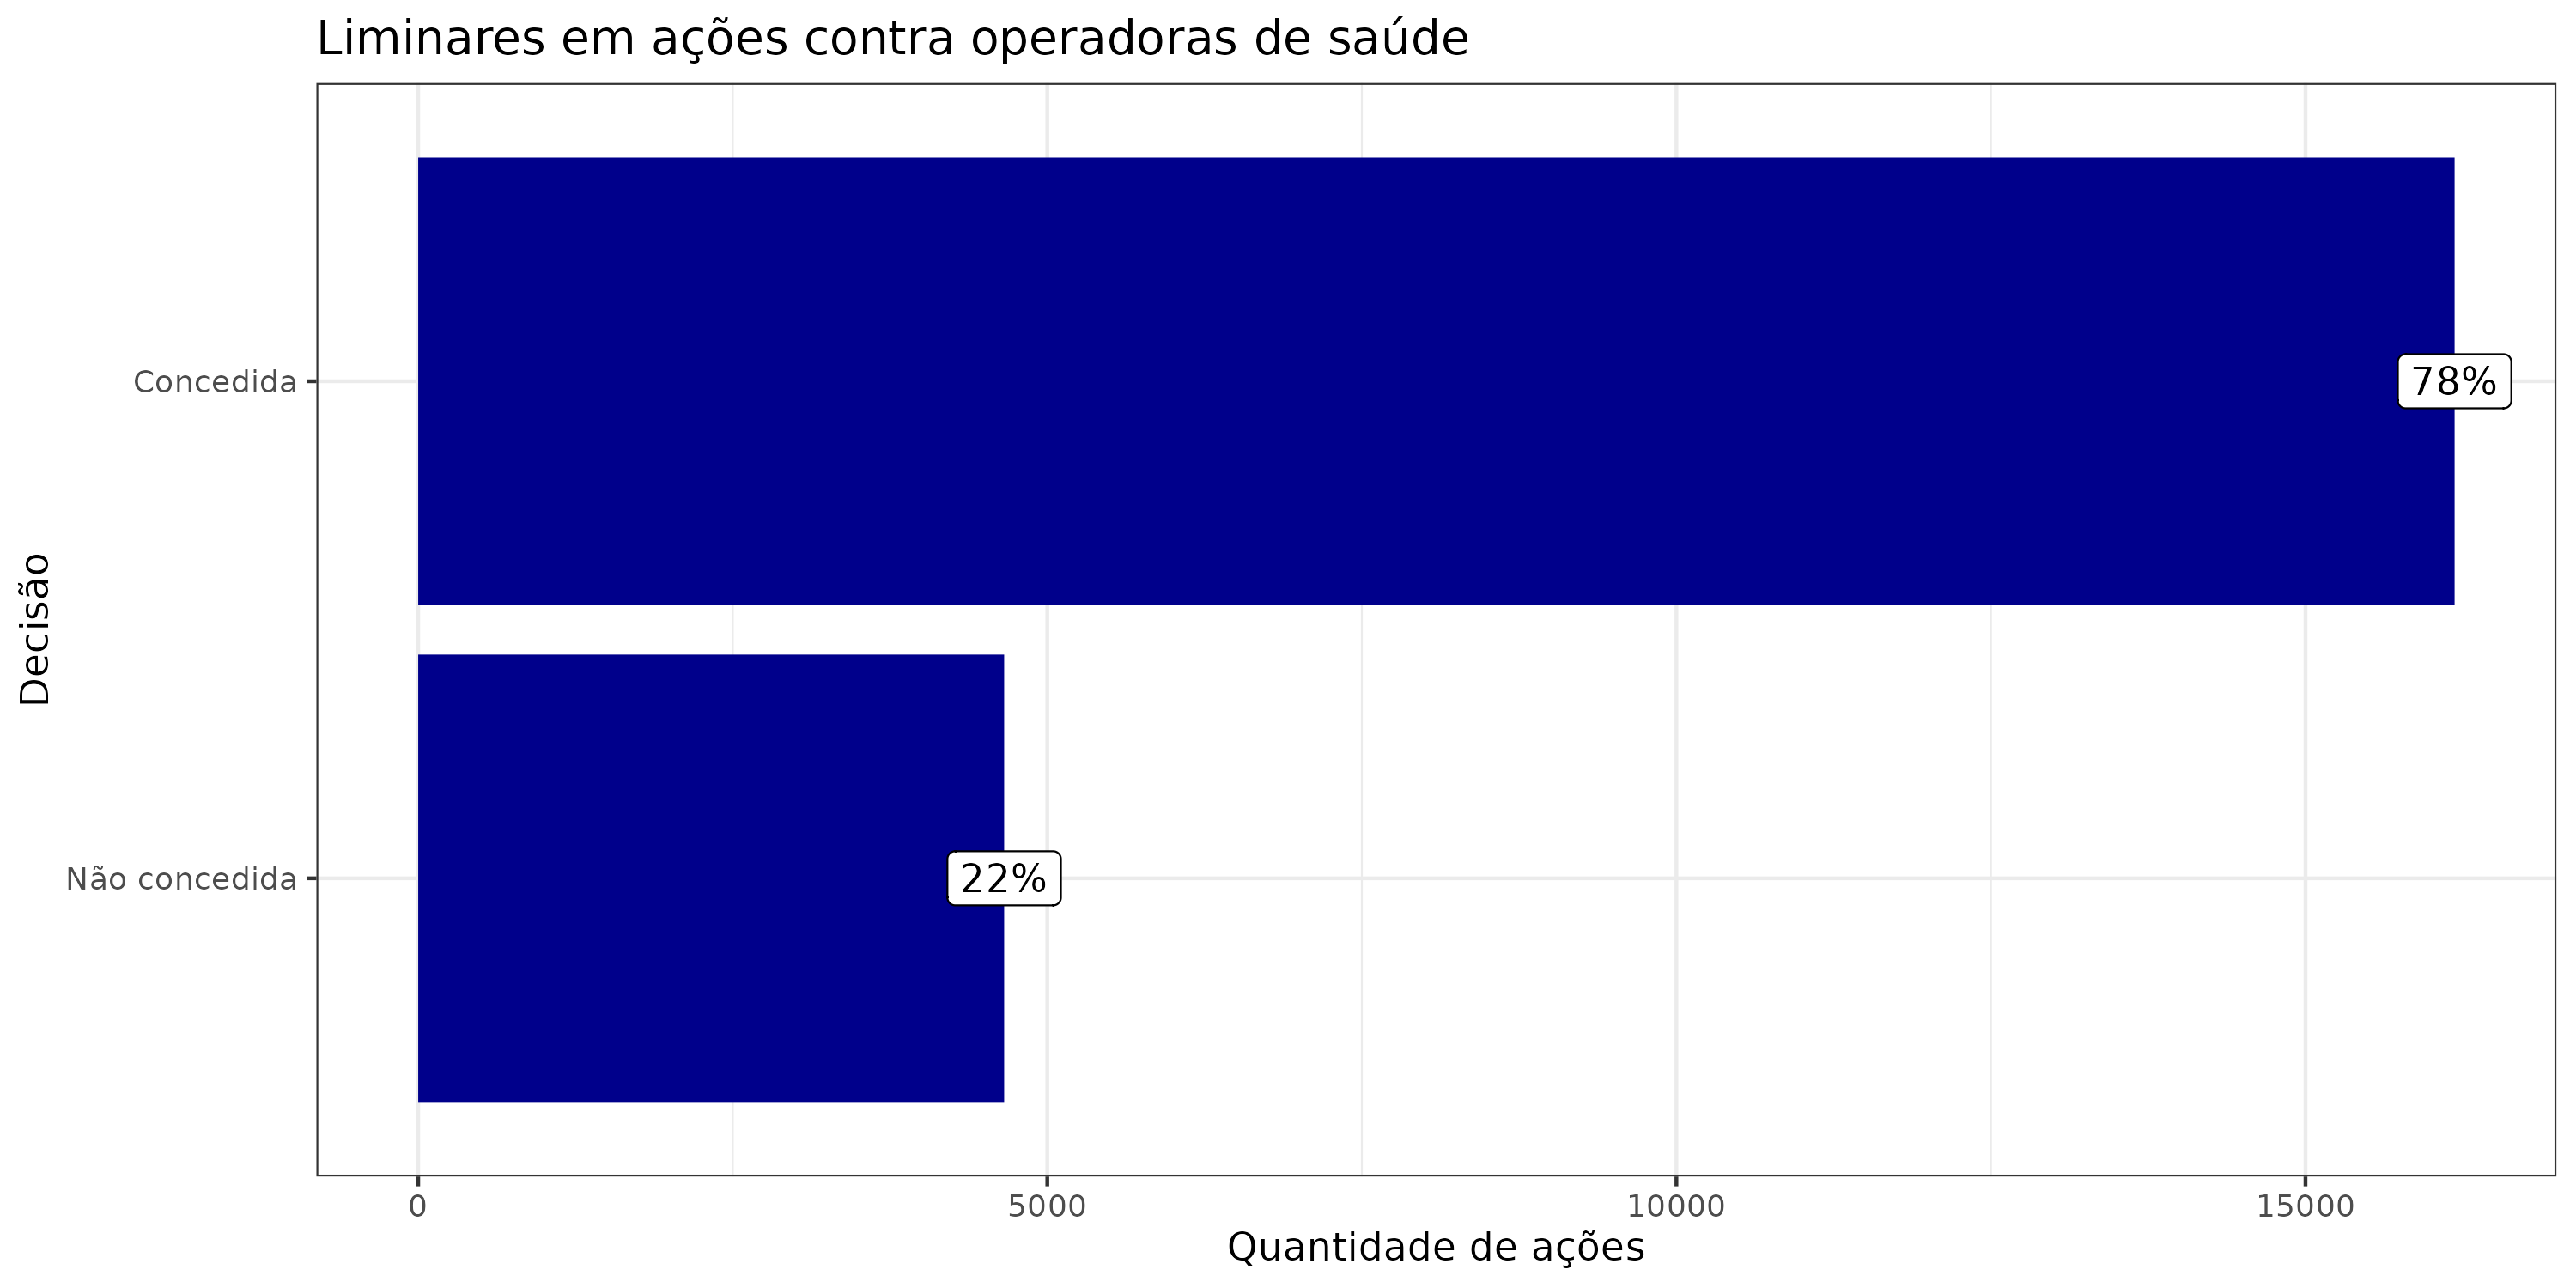 Liminares em ações contra operadoras de saúde
Decisão
Concedida
78%
Não concedida
22%
0 5000 10000 15000
Quantidade de ações